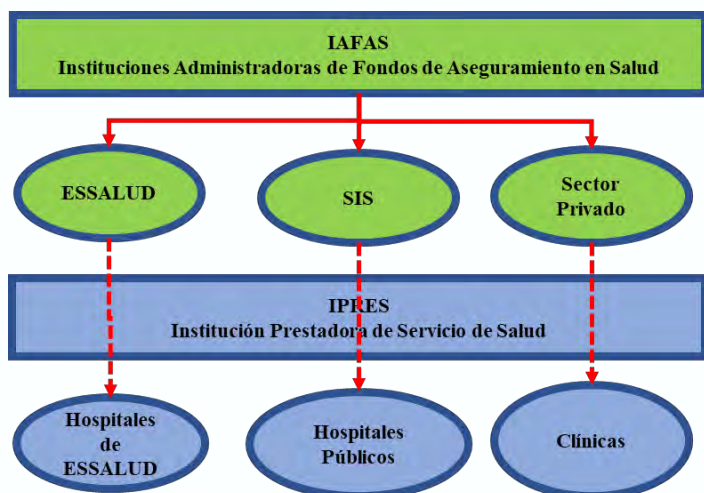 IAFAS
Instituciones Administradoras de Fondos de Aseguramiento en Salud
ESSALUD
SIS
Sector
Privado
IPRES
Institución Prestadora de Servicio de Salud
Hospitales
de
ESSALUD
Hospitales
Públicos
Clínicas